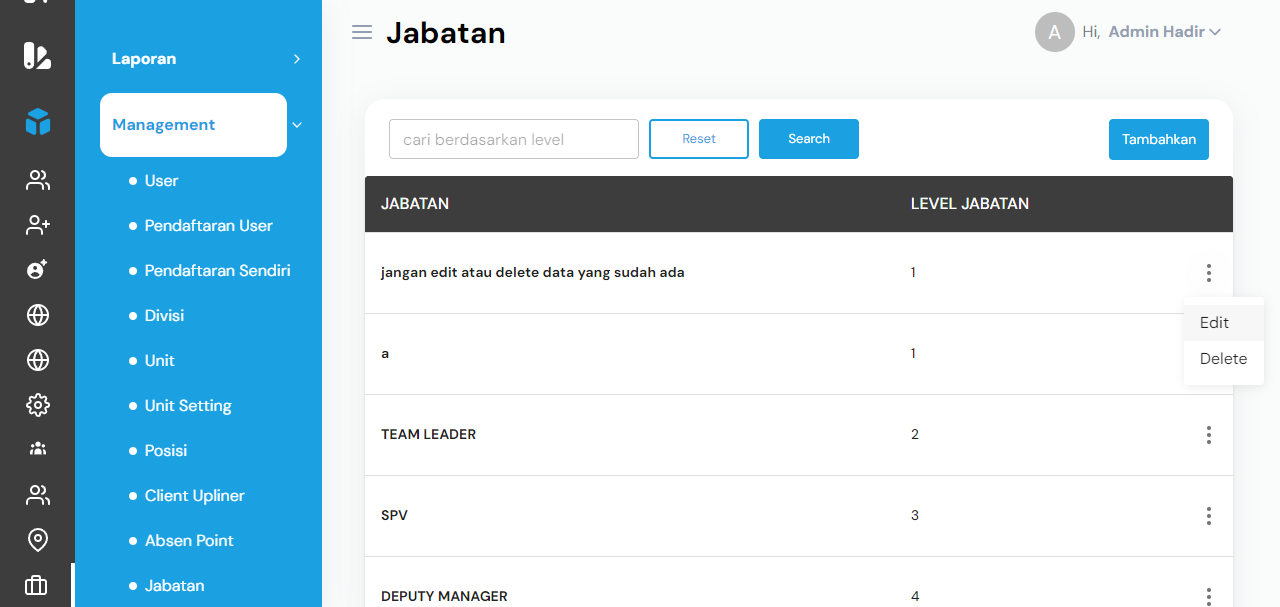 Jabatan
A Hi, Admin Hadir
Laporan
Management
User
Pendaftaran User
Pendaftaran Sendiri
Divisi
Unit
Unit Setting
Posisi
Client Upliner
Absen Point
Jabatan
cari berdasarkan level Reset Search Tambahkan
JABATAN LEVEL JABATAN
jangan edit atau delete data yang sudah ada 1
Edit
Delete
a 1
TEAM LEADER 2
SPV 3
DEPUTY MANAGER 4